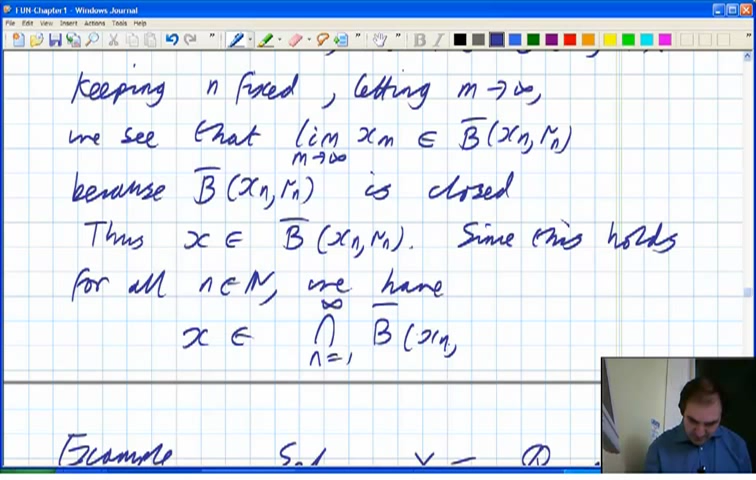 FUN-Chapter1 - Windows Journal
File Edit View Insert Actions Tools Help
B I
Keeping n fixed, letting m → ∞,
we see that lim xm ∈ B̅(xn, rn)
m→∞
because B̅(xn, rn) is closed
Thus x ∈ B̅(xn, rn). Since this holds
for all n∈ℕ, we have
x ∈ ∞⋂n=1 B̅(xn,
Example